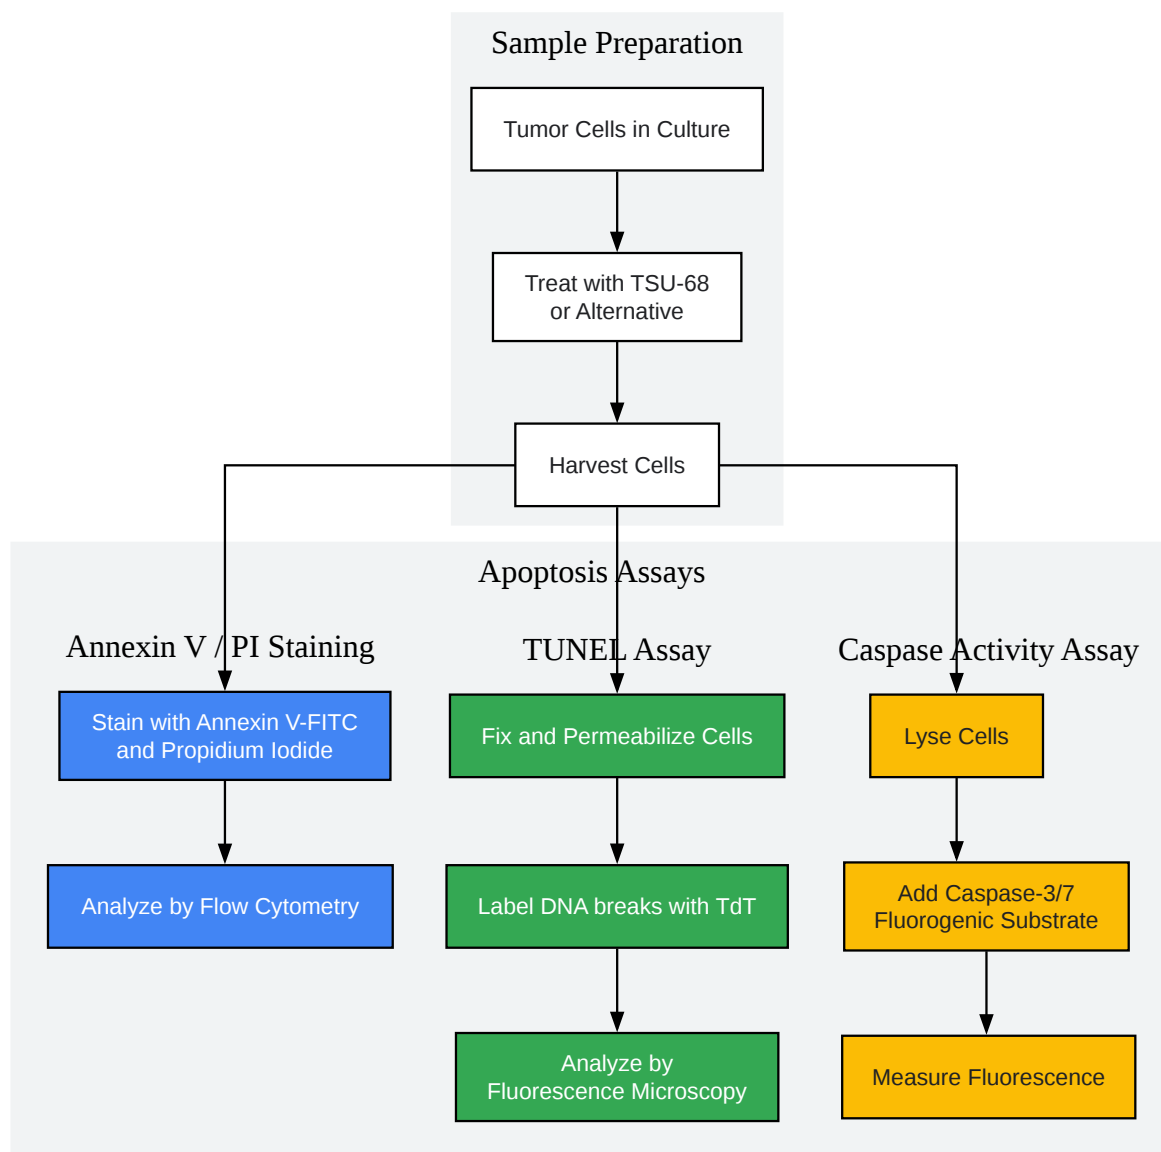 Sample Preparation
Tumor Cells in Culture
Treat with TSU-68
or Alternative
Harvest Cells
Apoptosis Assays
Annexin V / PI Staining
Stain with Annexin V-FITC
and Propidium Iodide
Analyze by Flow Cytometry
TUNEL Assay
Fix and Permeabilize Cells
Label DNA breaks with TdT
Analyze by
Fluorescence Microscopy
Caspase Activity Assay
Lyse Cells
Add Caspase-3/7
Fluorogenic Substrate
Measure Fluorescence